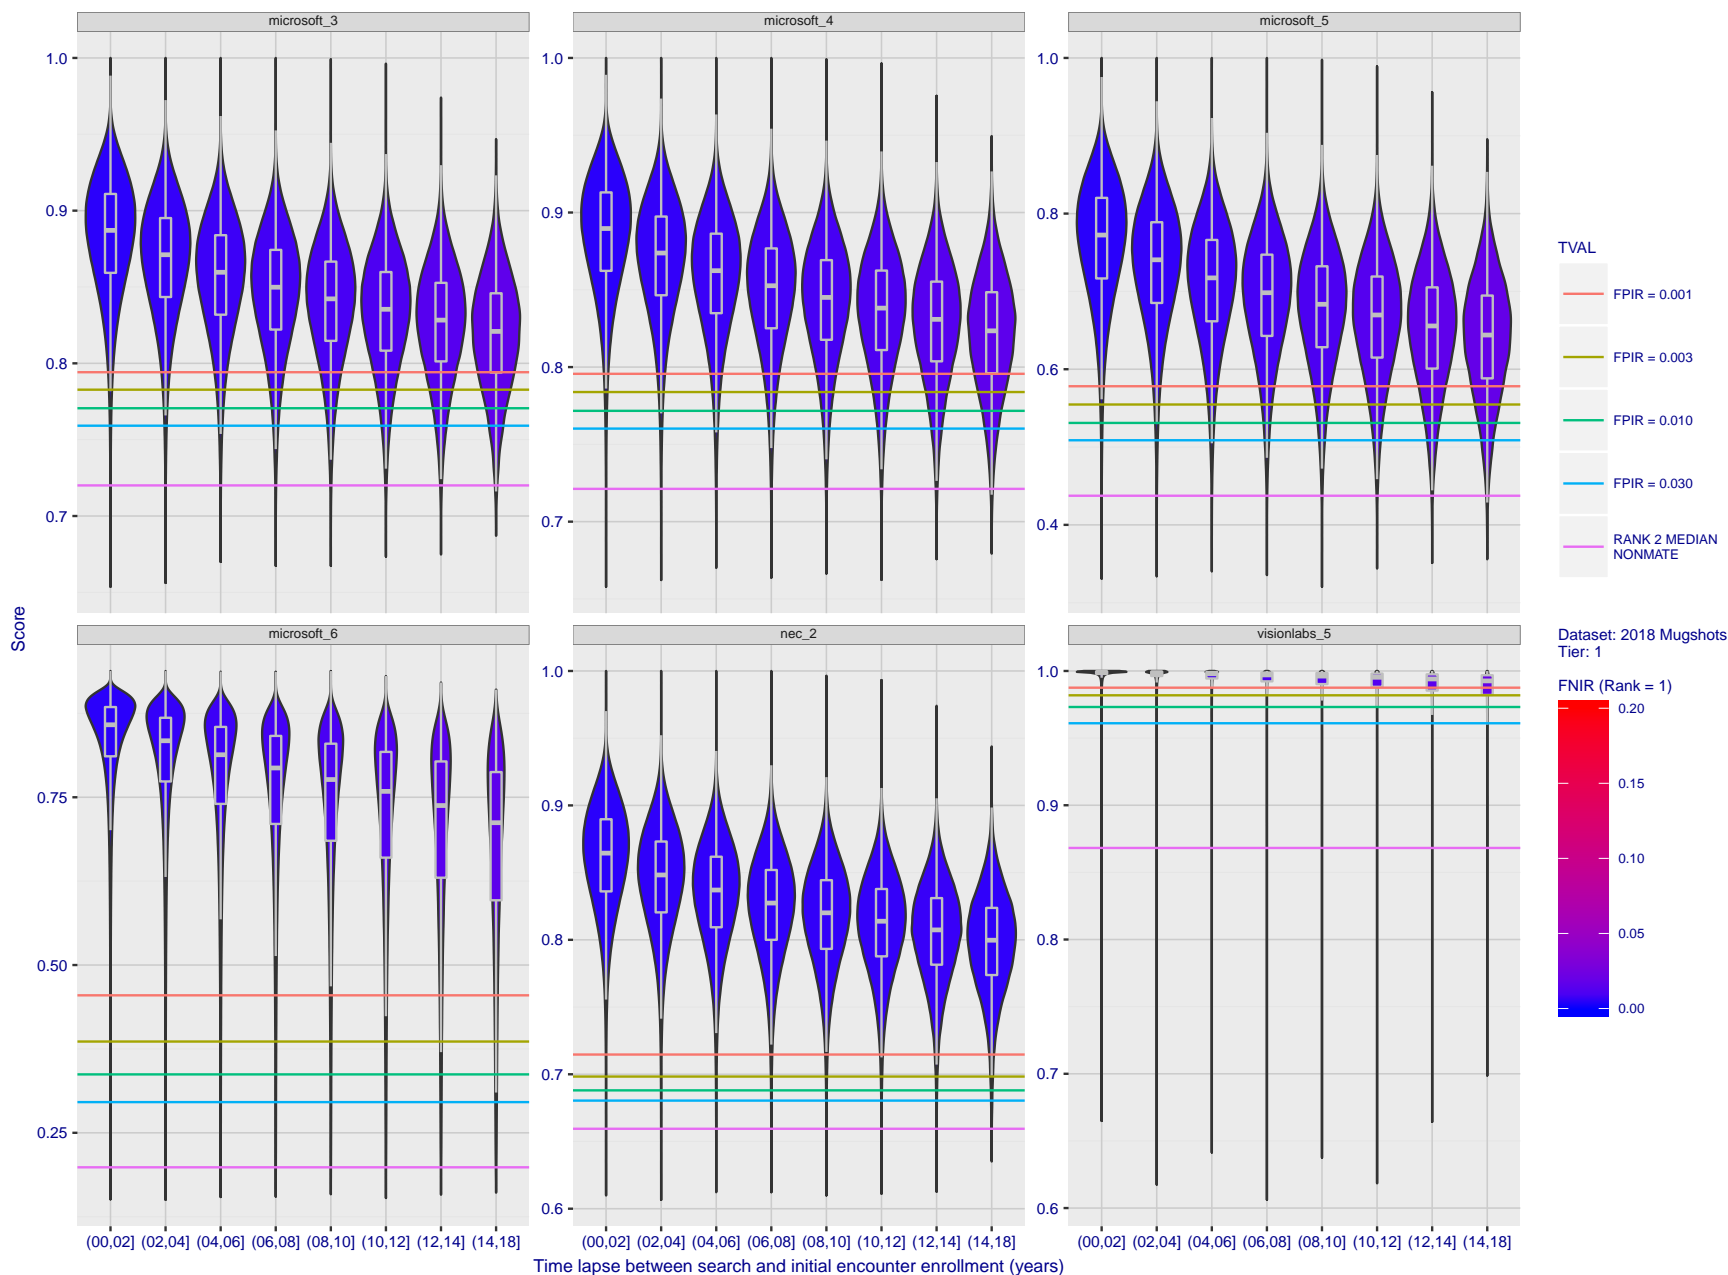 microsoft_3
microsoft_4
microsoft_5
1.0
0.9
0.8
0.7
1.0
0.9
0.8
0.7
1.0
0.8
0.6
0.4
Score
microsoft_6
nec_2
visionlabs_5
0.75
0.50
0.25
1.0
0.9
0.8
0.7
0.6
1.0
0.9
0.8
0.7
0.6
(00,02] (02,04] (04,06] (06,08] (08,10] (10,12] (12,14] (14,18]
(00,02] (02,04] (04,06] (06,08] (08,10] (10,12] (12,14] (14,18]
(00,02] (02,04] (04,06] (06,08] (08,10] (10,12] (12,14] (14,18]
Time lapse between search and initial encounter enrollment (years)
TVAL
FPIR = 0.001
FPIR = 0.003
FPIR = 0.010
FPIR = 0.030
RANK 2 MEDIAN
NONMATE
Dataset: 2018 Mugshots
Tier: 1
FNIR (Rank = 1)
0.20
0.15
0.10
0.05
0.00